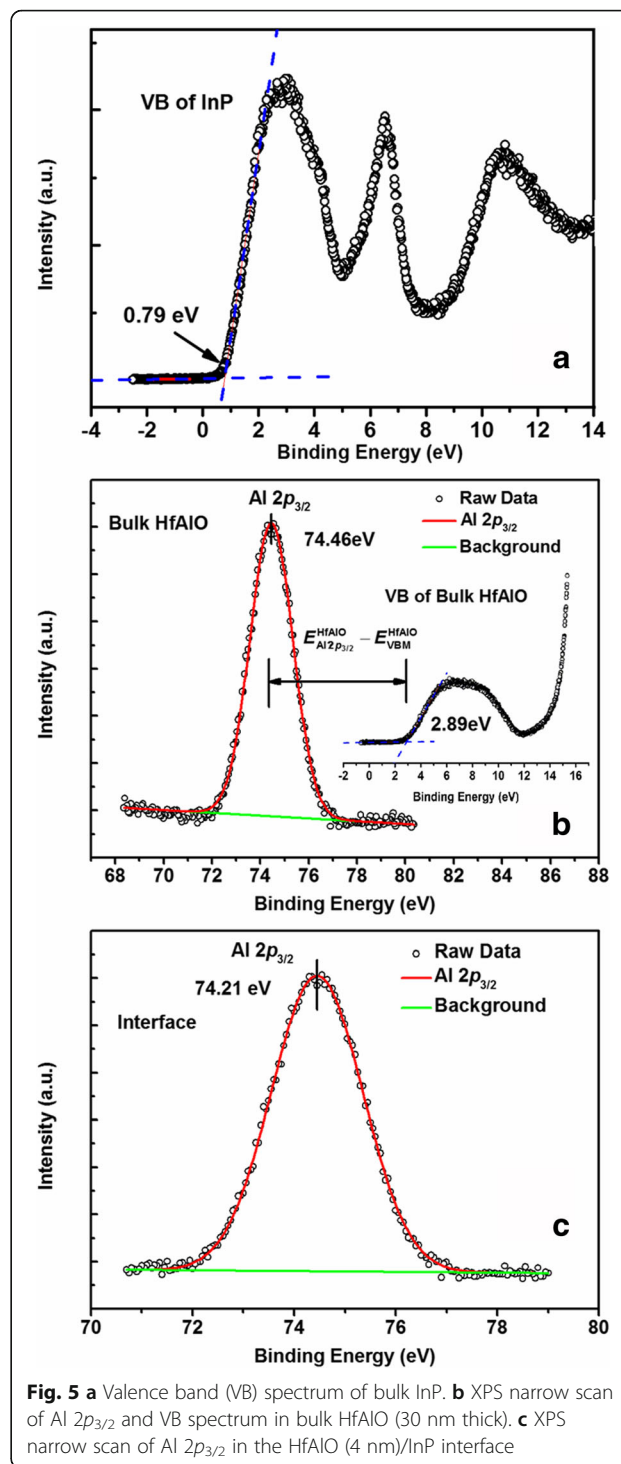 VB of InP
0.79 eV
a
Intensity (a.u.)
-4 -2 0 2 4 6 8 10 12 14
Binding Energy (eV)
Bulk HfAlO
Al 2p3/2
74.46eV
Raw Data
Al 2p3/2
Background
VB of Bulk HfAlO
E^HfAlO_Al 2p3/2 − E^HfAlO_VBM
2.89eV
-2 0 2 4 6 8 10 12 14 16
Binding Energy (eV)
b
Intensity (a.u.)
68 70 72 74 76 78 80 82 84 86 88
Binding Energy (eV)
Al 2p3/2
74.21 eV
Interface
Raw Data
Al 2p3/2
Background
c
Intensity (a.u.)
70 72 74 76 78 80
Binding Energy (eV)
Fig. 5 a Valence band (VB) spectrum of bulk InP. b XPS narrow scan
of Al 2p3/2 and VB spectrum in bulk HfAlO (30 nm thick). c XPS
narrow scan of Al 2p3/2 in the HfAlO (4 nm)/InP interface